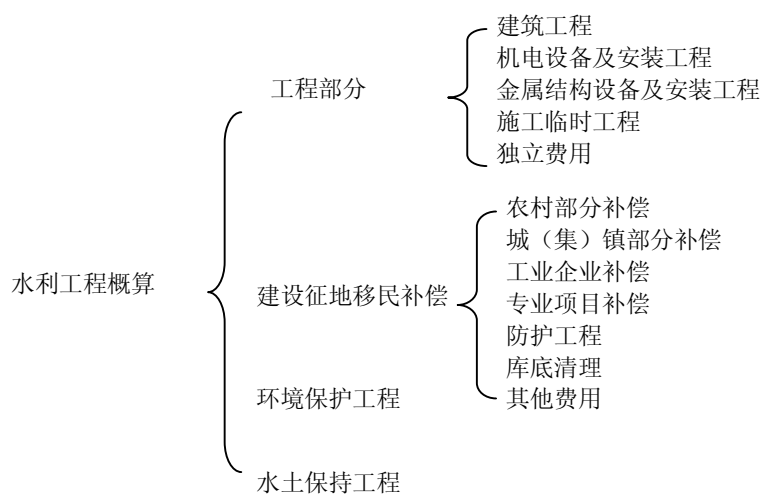 水利工程概算
工程部分
建筑工程
机电设备及安装工程
金属结构设备及安装工程
施工临时工程
独立费用
建设征地移民补偿
农村部分补偿
城（集）镇部分补偿
工业企业补偿
专业项目补偿
防护工程
库底清理
其他费用
环境保护工程
水土保持工程